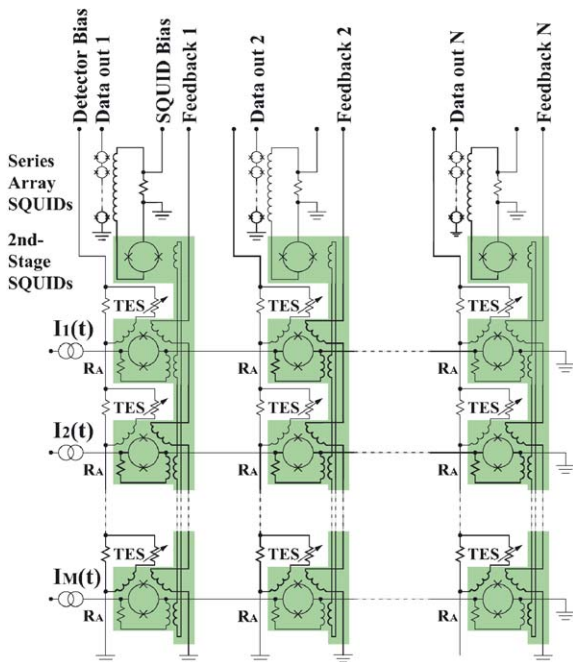 Detector Bias
Data out 1
SQUID Bias
Feedback 1
Data out 2
Feedback 2
Data out N
Feedback N
Series
Array
SQUIDs
2nd-
Stage
SQUIDs
TES
TES
TES
I1(t)
RA
RA
RA
TES
TES
TES
I2(t)
RA
RA
RA
TES
TES
TES
IM(t)
RA
RA
RA